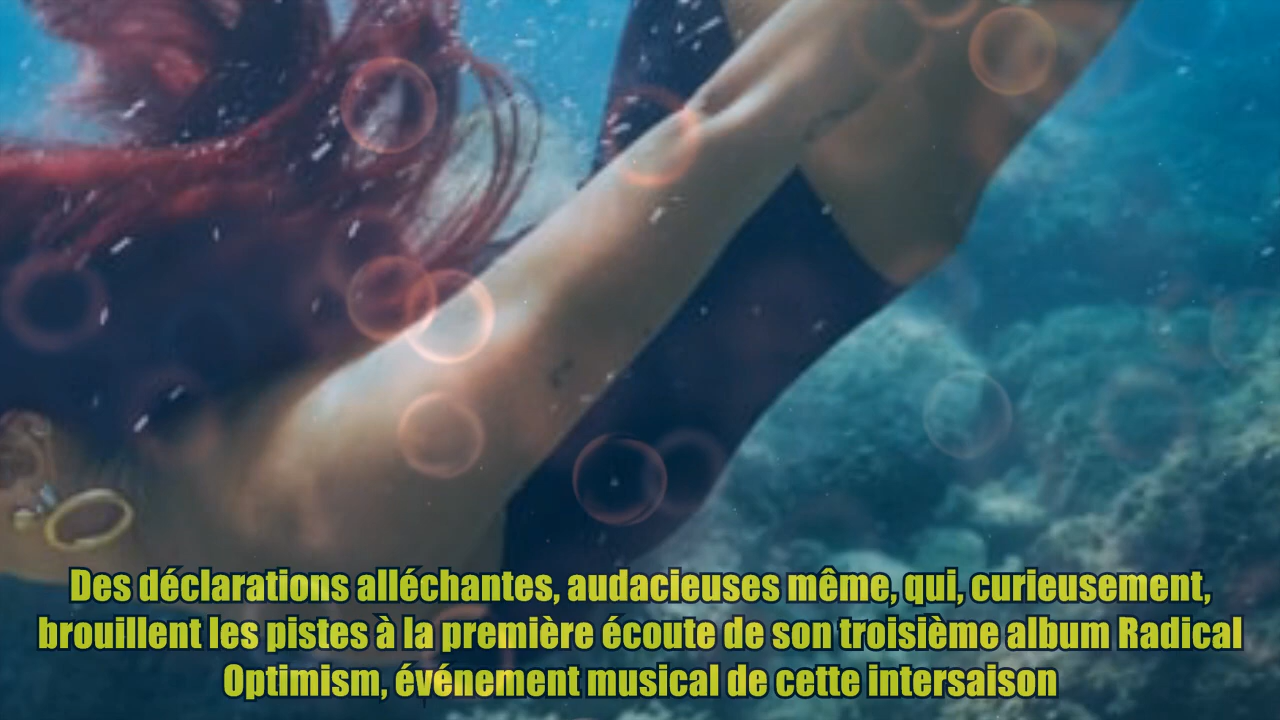 Des déclarations alléchantes, audacieuses même, qui, curieusement,
brouillent les pistes à la première écoute de son troisième album Radical
Optimism, événement musical de cette intersaison